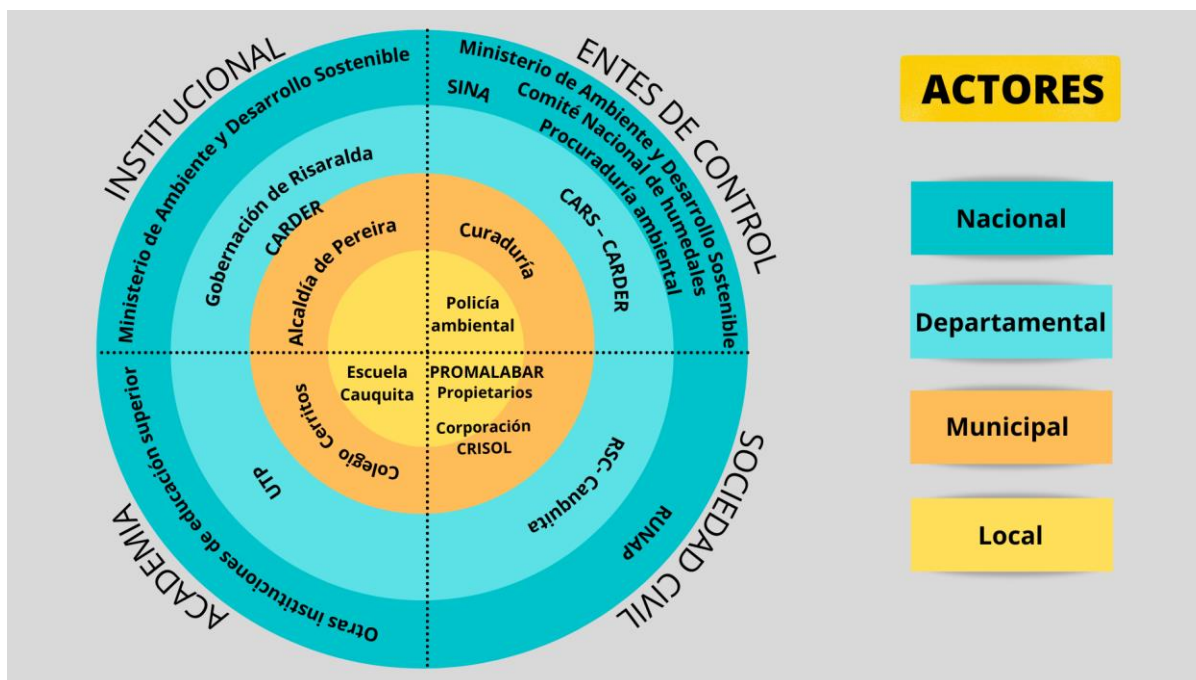 INSTITUCIONAL
Ministerio de Ambiente y Desarrollo Sostenible
Gobernación de Risaralda
CARDER
Alcaldía de Pereira
ENTES DE CONTROL
Ministerio de Ambiente y Desarrollo Sostenible
SINA
Comité Nacional de humedales
Procuraduría ambiental
CARS – CARDER
Curaduría
Policía
ambiental
Escuela
Cauquita
Colegio Cerritos
UTP
Otras instituciones de educación superior
ACADEMIA
PROMALABAR
Propietarios
Corporación
CRISOL
RSC- Cauquita
RUNAP
SOCIEDAD CIVIL
ACTORES
Nacional
Departamental
Municipal
Local